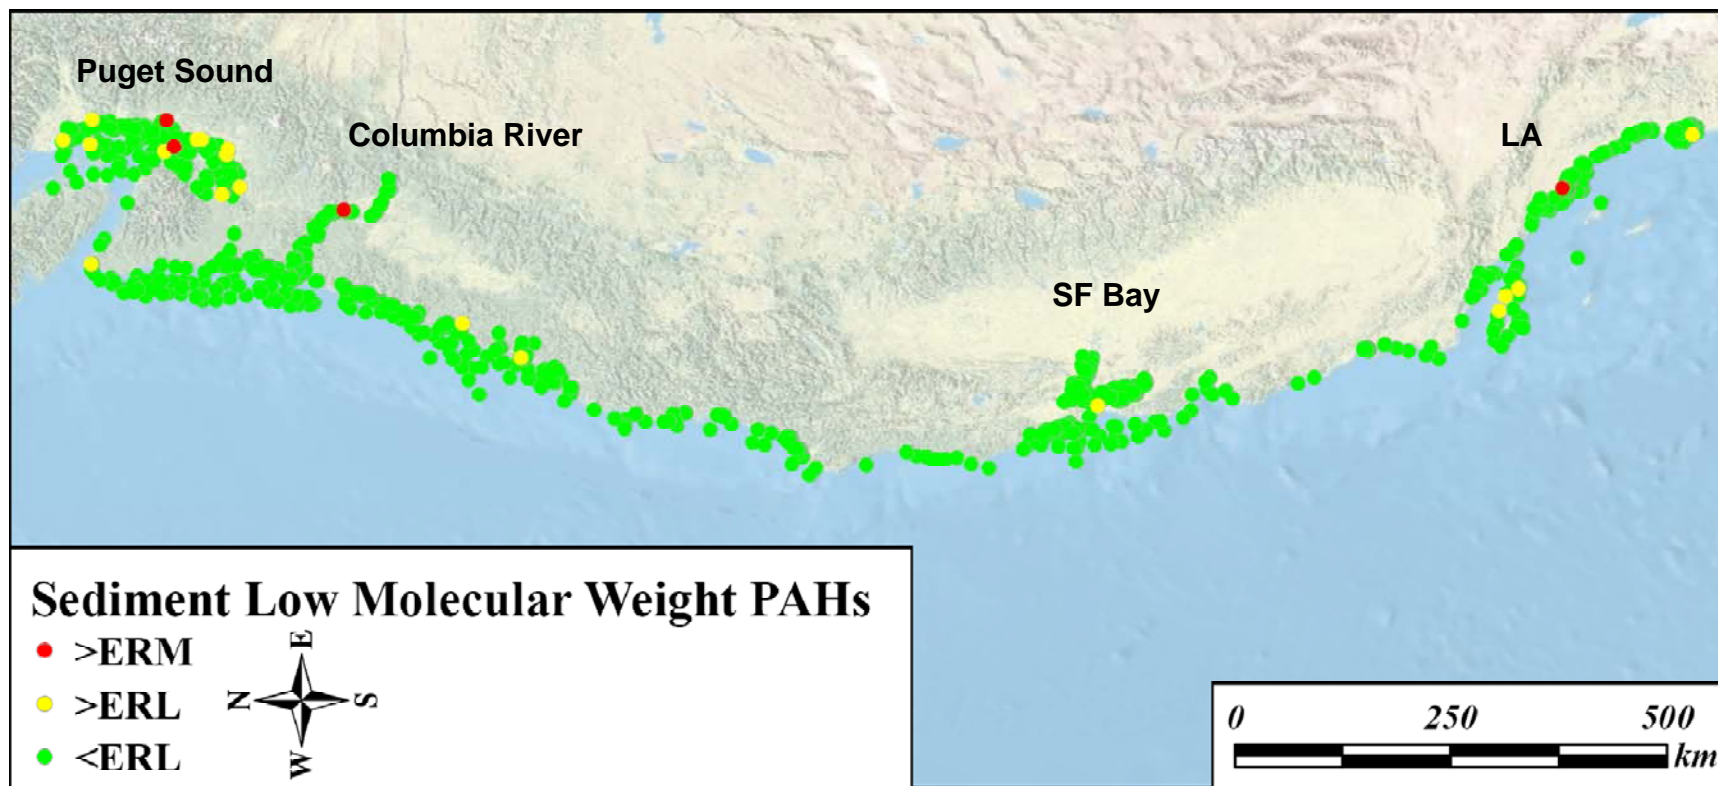 Puget Sound
Columbia River
LA
SF Bay
Sediment Low Molecular Weight PAHs
>ERM
>ERL
<ERL
E
N S
W
0 250 500
km